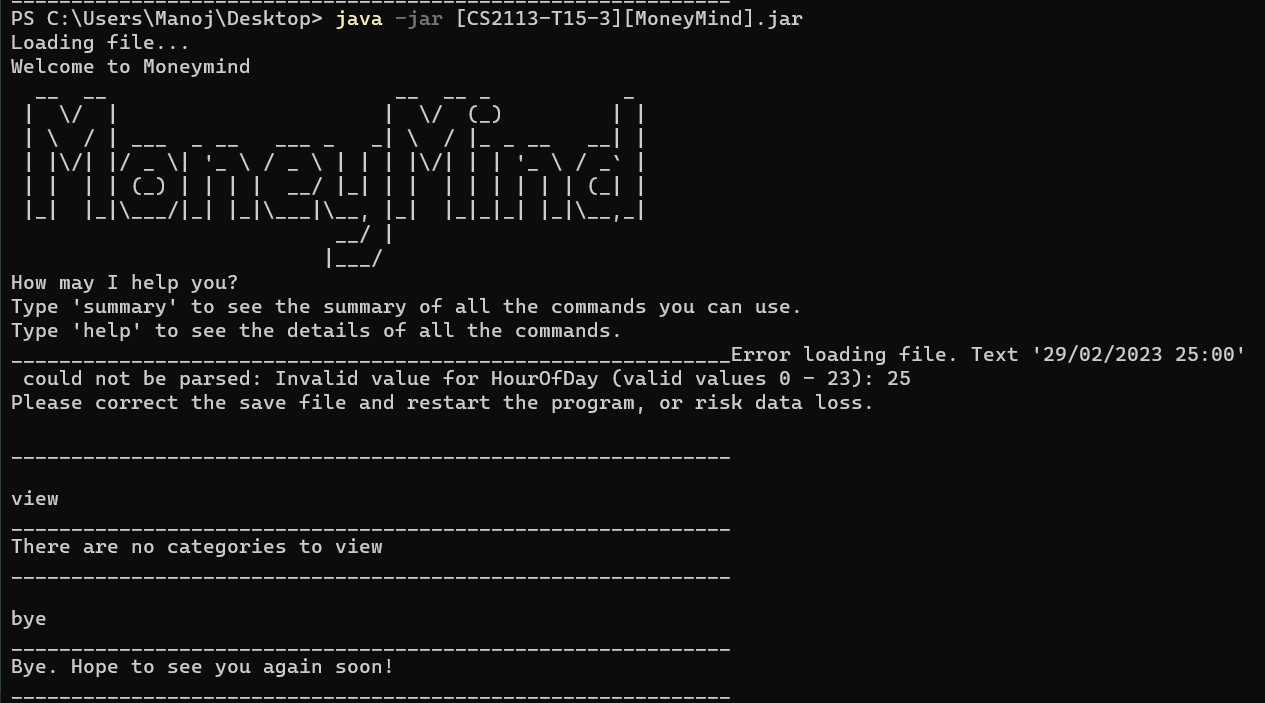 ____________________________________________________________
PS C:\Users\Manoj\Desktop> java -jar [CS2113-T15-3][MoneyMind].jar
Loading file...
Welcome to Moneymind
  __  __                        __  __ _           _
 |  \/  |                      |  \/  (_)         | |
 | \  / | ___  _ __   ___ _   _| \  / |_ _ __   __| |
 | |\/| |/ _ \| '_ \ / _ \ | | | |\/| | | '_ \ / _` |
 | |  | | (_) | | | |  __/ |_| | |  | | | | | | (_| |
 |_|  |_|\___/|_| |_|\___|\__, |_|  |_|_|_| |_|\__,_|
                           __/ |
                          |___/
How may I help you?
Type 'summary' to see the summary of all the commands you can use.
Type 'help' to see the details of all the commands.
____________________________________________________________Error loading file. Text '29/02/2023 25:00'
 could not be parsed: Invalid value for HourOfDay (valid values 0 - 23): 25
Please correct the save file and restart the program, or risk data loss.

____________________________________________________________

view
____________________________________________________________
There are no categories to view
____________________________________________________________

bye
____________________________________________________________
Bye. Hope to see you again soon!
____________________________________________________________